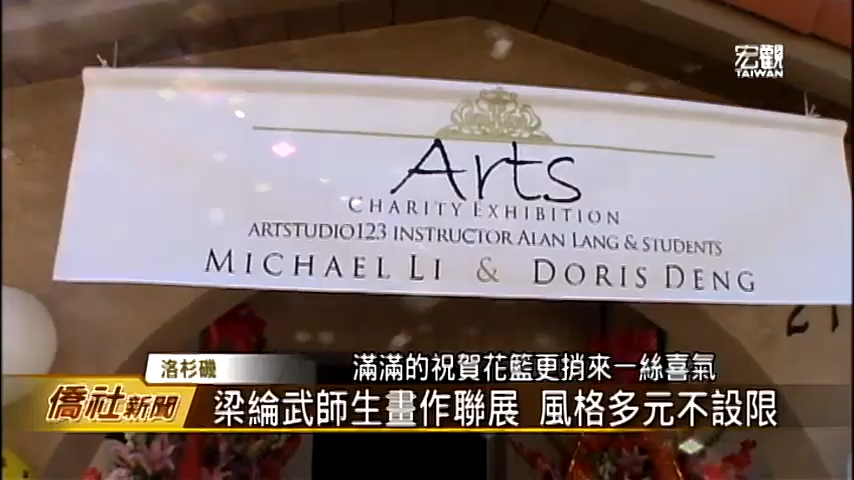 宏觀
TAIWAN
Arts
CHARITY EXHIBITION
ARTSTUDIO123 INSTRUCTOR ALAN LANG & STUDENTS
MICHAEL LI & DORIS DENG
21
洛杉磯
滿滿的祝賀花籃更捎來一絲喜氣
僑社新聞
梁綸武師生畫作聯展 風格多元不設限